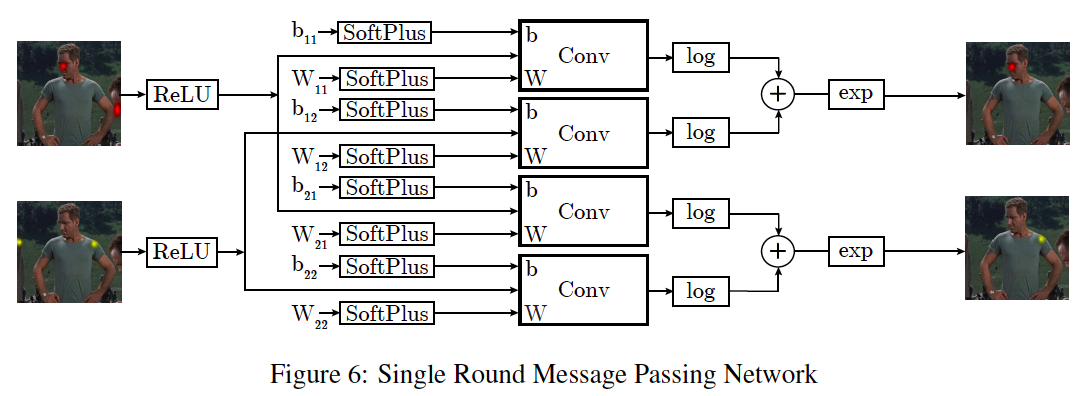 b11 SoftPlus
b
Conv
log
W11 SoftPlus
W
ReLU
exp
b12 SoftPlus
b
Conv
log
W12 SoftPlus
W
b21 SoftPlus
b
Conv
log
W21 SoftPlus
W
ReLU
exp
b22 SoftPlus
b
Conv
log
W22 SoftPlus
W
+
+
Figure 6: Single Round Message Passing Network